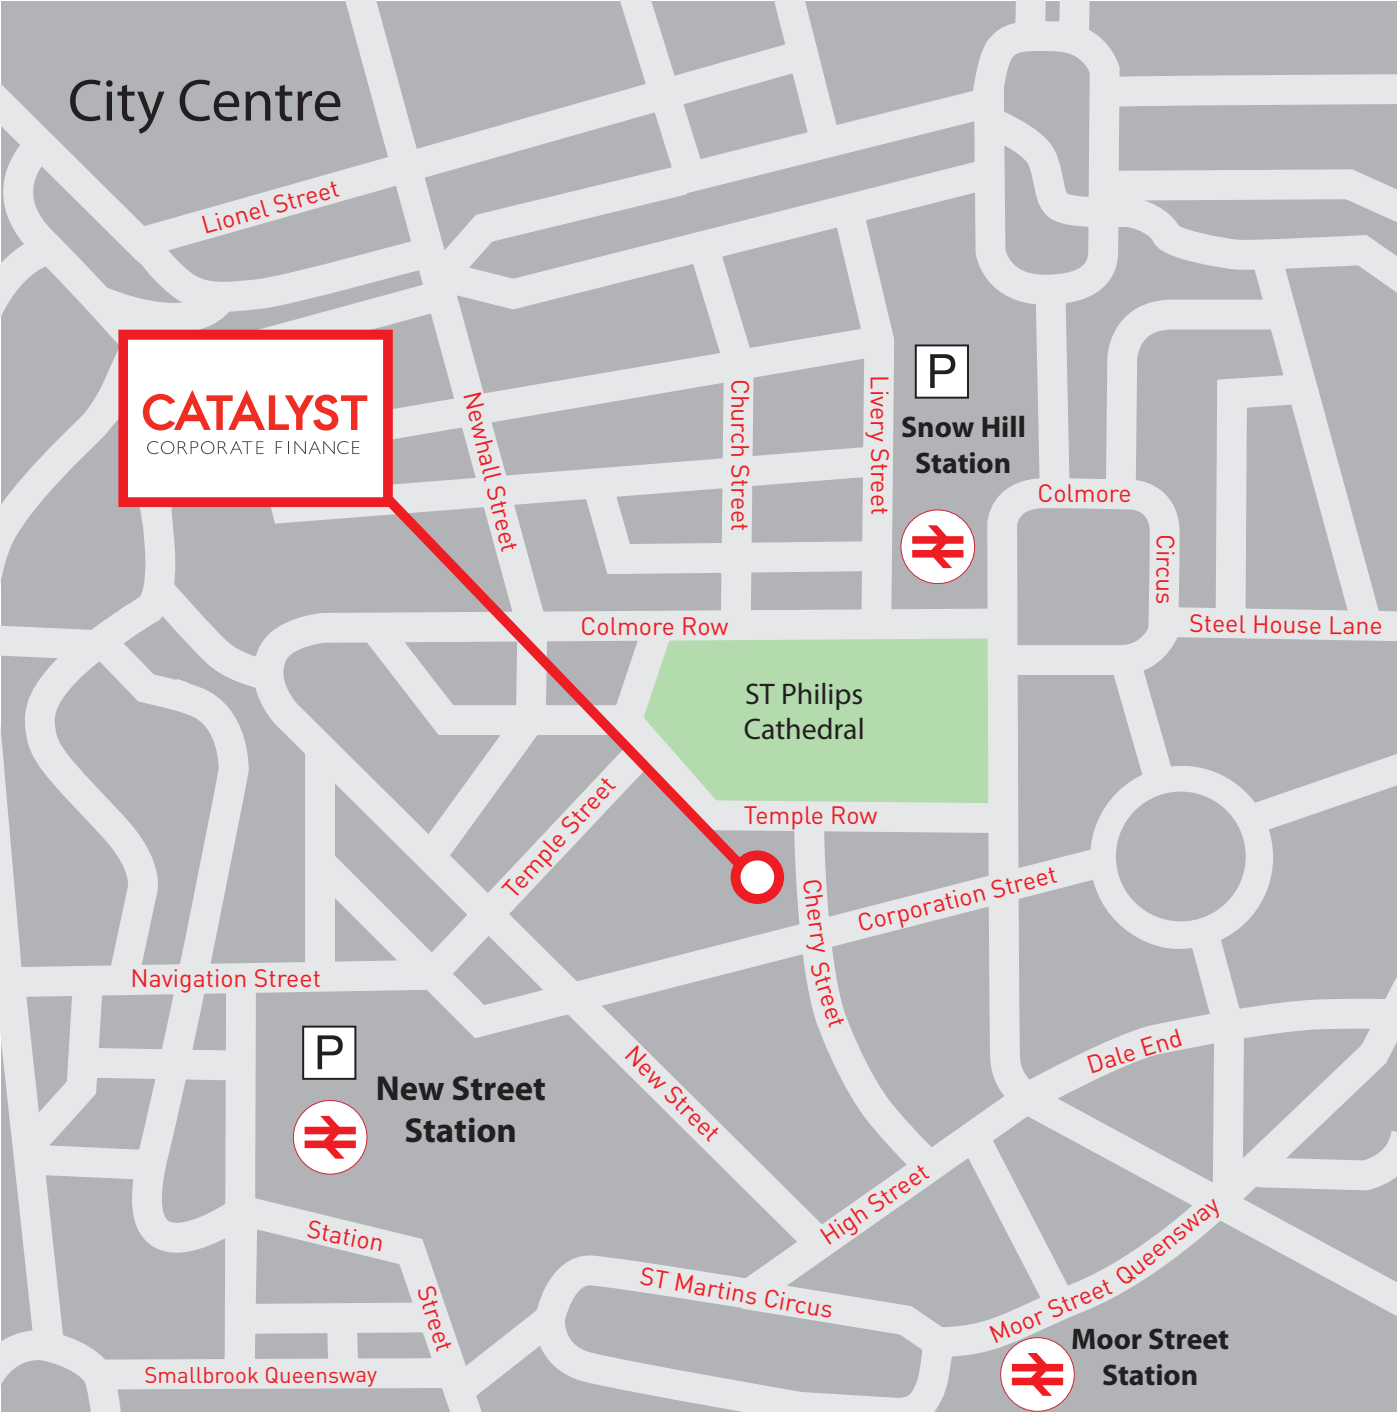 City Centre
Lionel Street
CATALYST
CORPORATE FINANCE
Newhall Street
Church Street
Livery Street
P
Snow Hill
Station
Colmore
Circus
Steel House Lane
Colmore Row
ST Philips
Cathedral
Temple Street
Temple Row
Cherry Street
Corporation Street
Navigation Street
P
New Street
Station
New Street
Dale End
High Street
Station
Street
ST Martins Circus
Moor Street Queensway
Moor Street
Station
Smallbrook Queensway